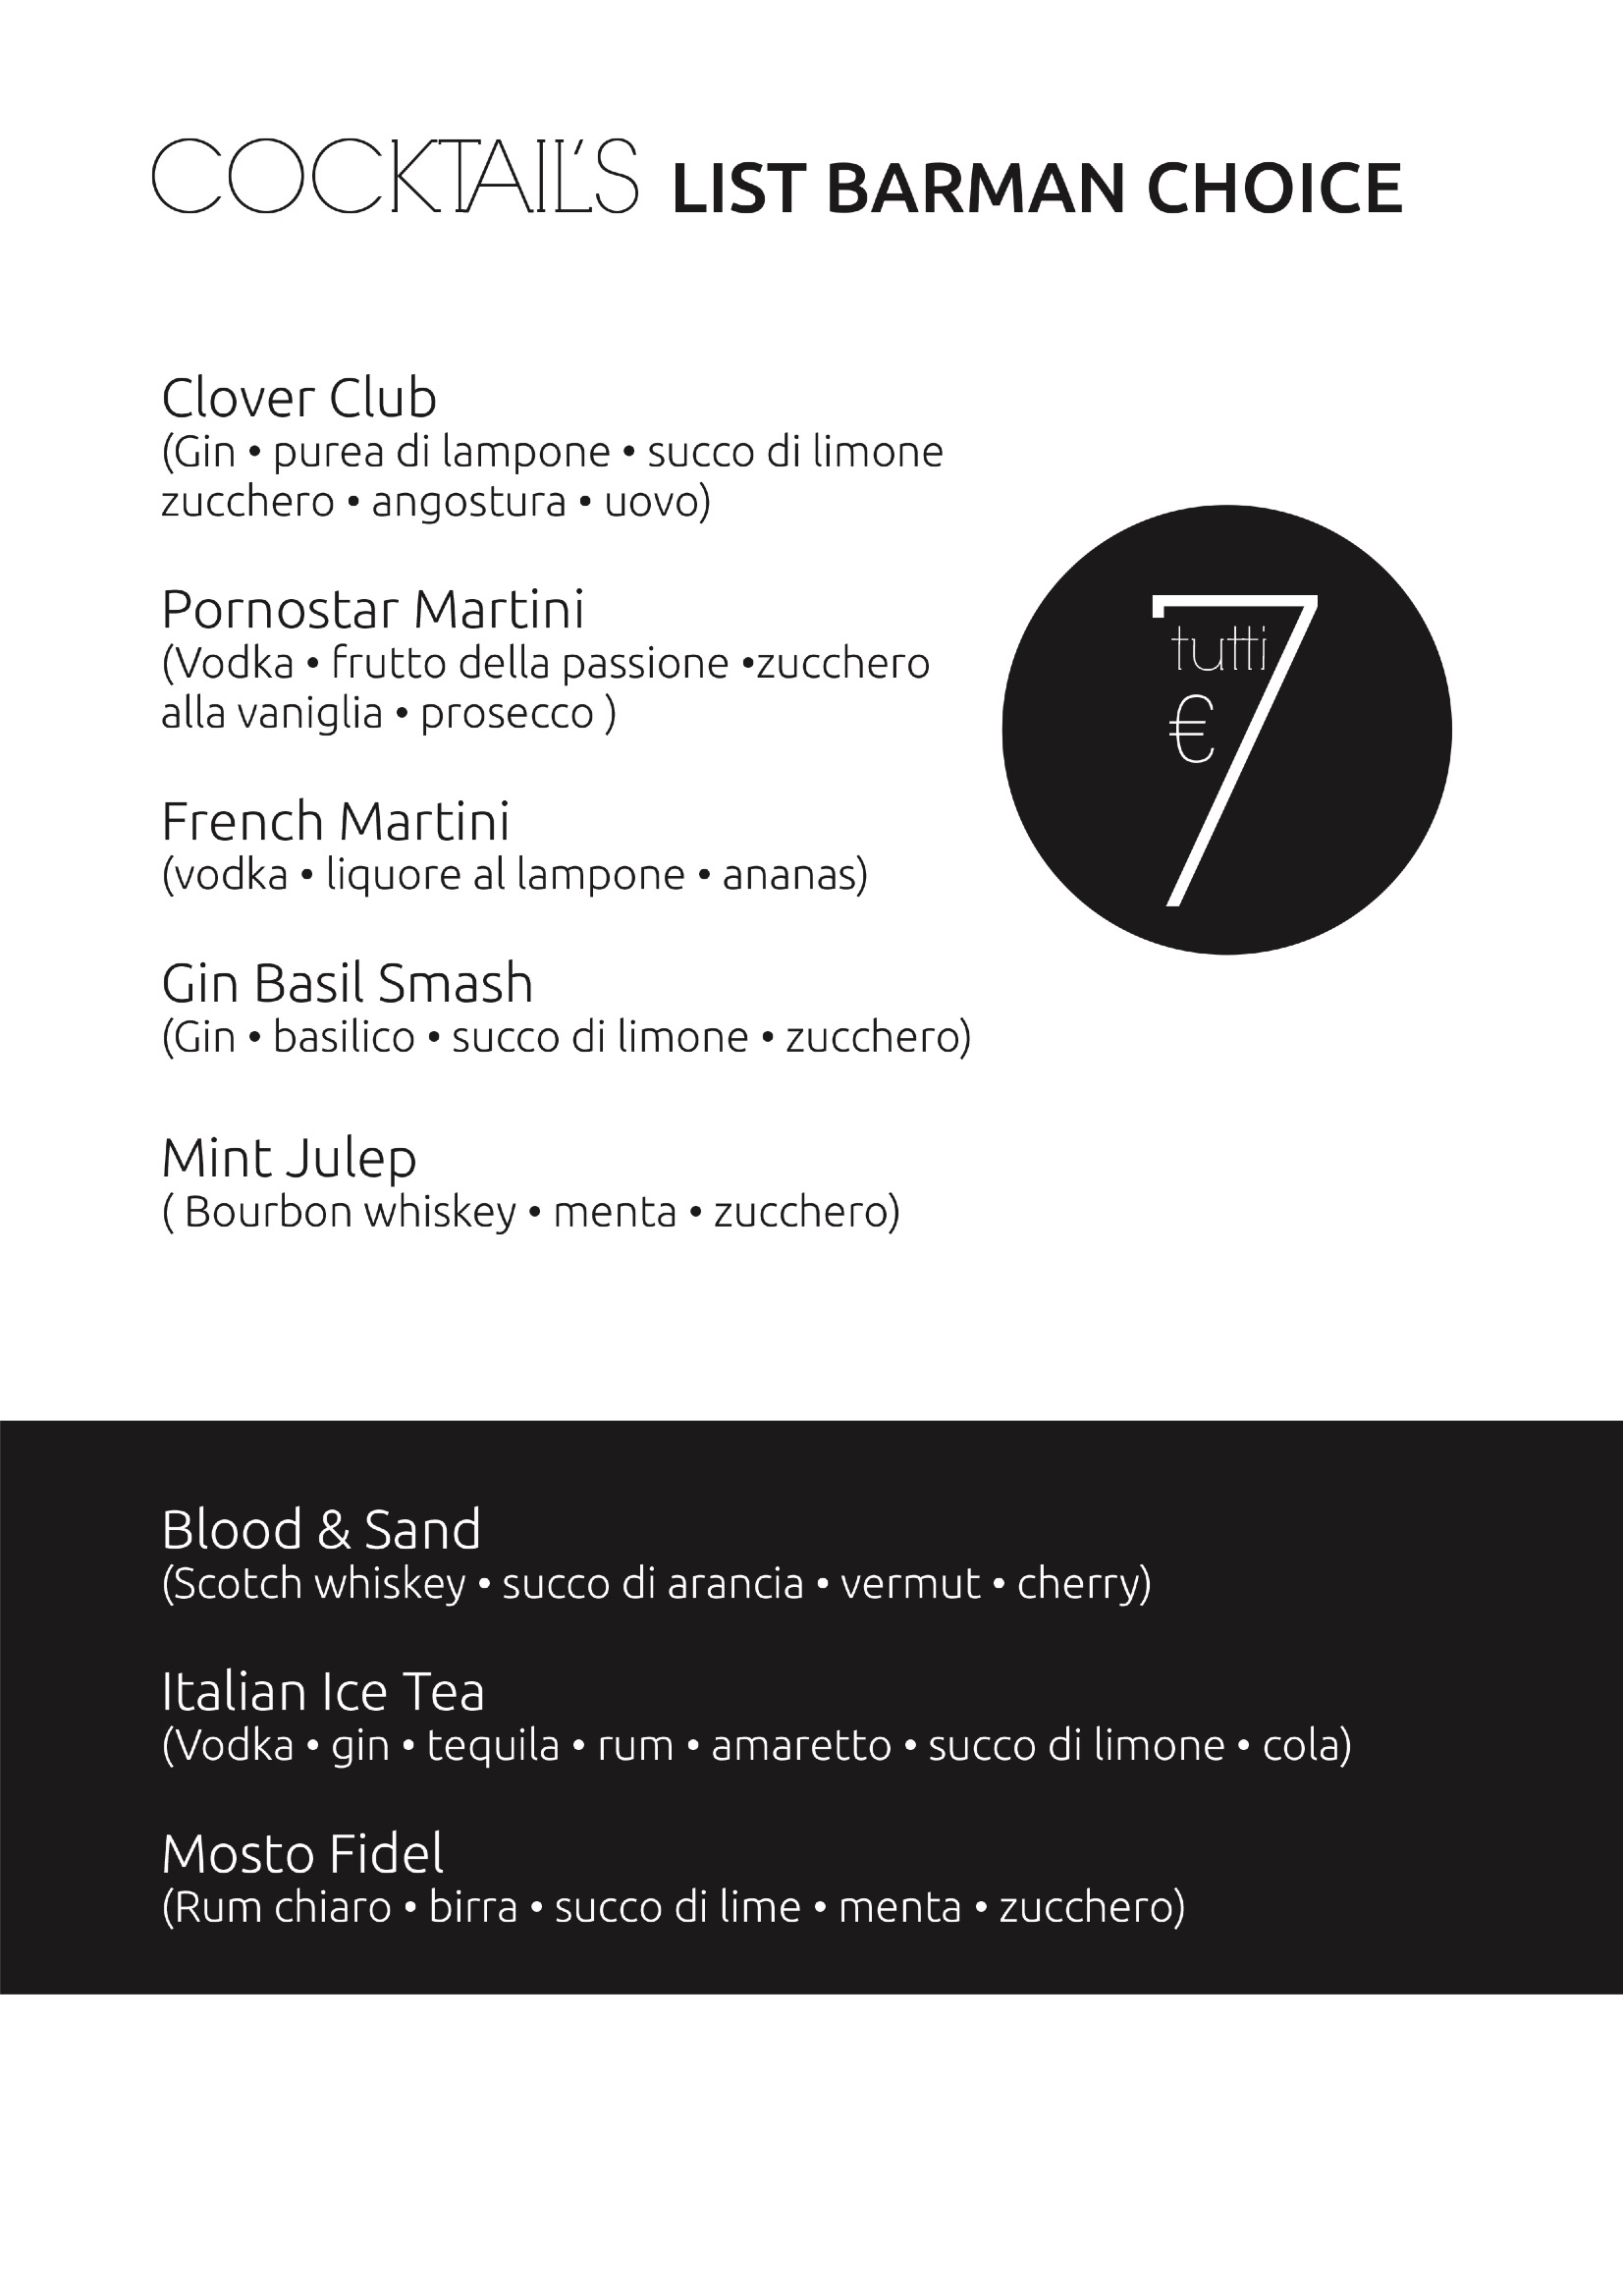 COCKTAIL'S LIST BARMAN CHOICE
Clover Club
(Gin • purea di lampone • succo di limone
zucchero • angostura • uovo)
Pornostar Martini
(Vodka • frutto della passione •zucchero
alla vaniglia • prosecco )
French Martini
(vodka • liquore al lampone • ananas)
Gin Basil Smash
(Gin • basilico • succo di limone • zucchero)
Mint Julep
( Bourbon whiskey • menta • zucchero)
tutti
€ 7
Blood & Sand
(Scotch whiskey • succo di arancia • vermut • cherry)
Italian Ice Tea
(Vodka • gin • tequila • rum • amaretto • succo di limone • cola)
Mosto Fidel
(Rum chiaro • birra • succo di lime • menta • zucchero)